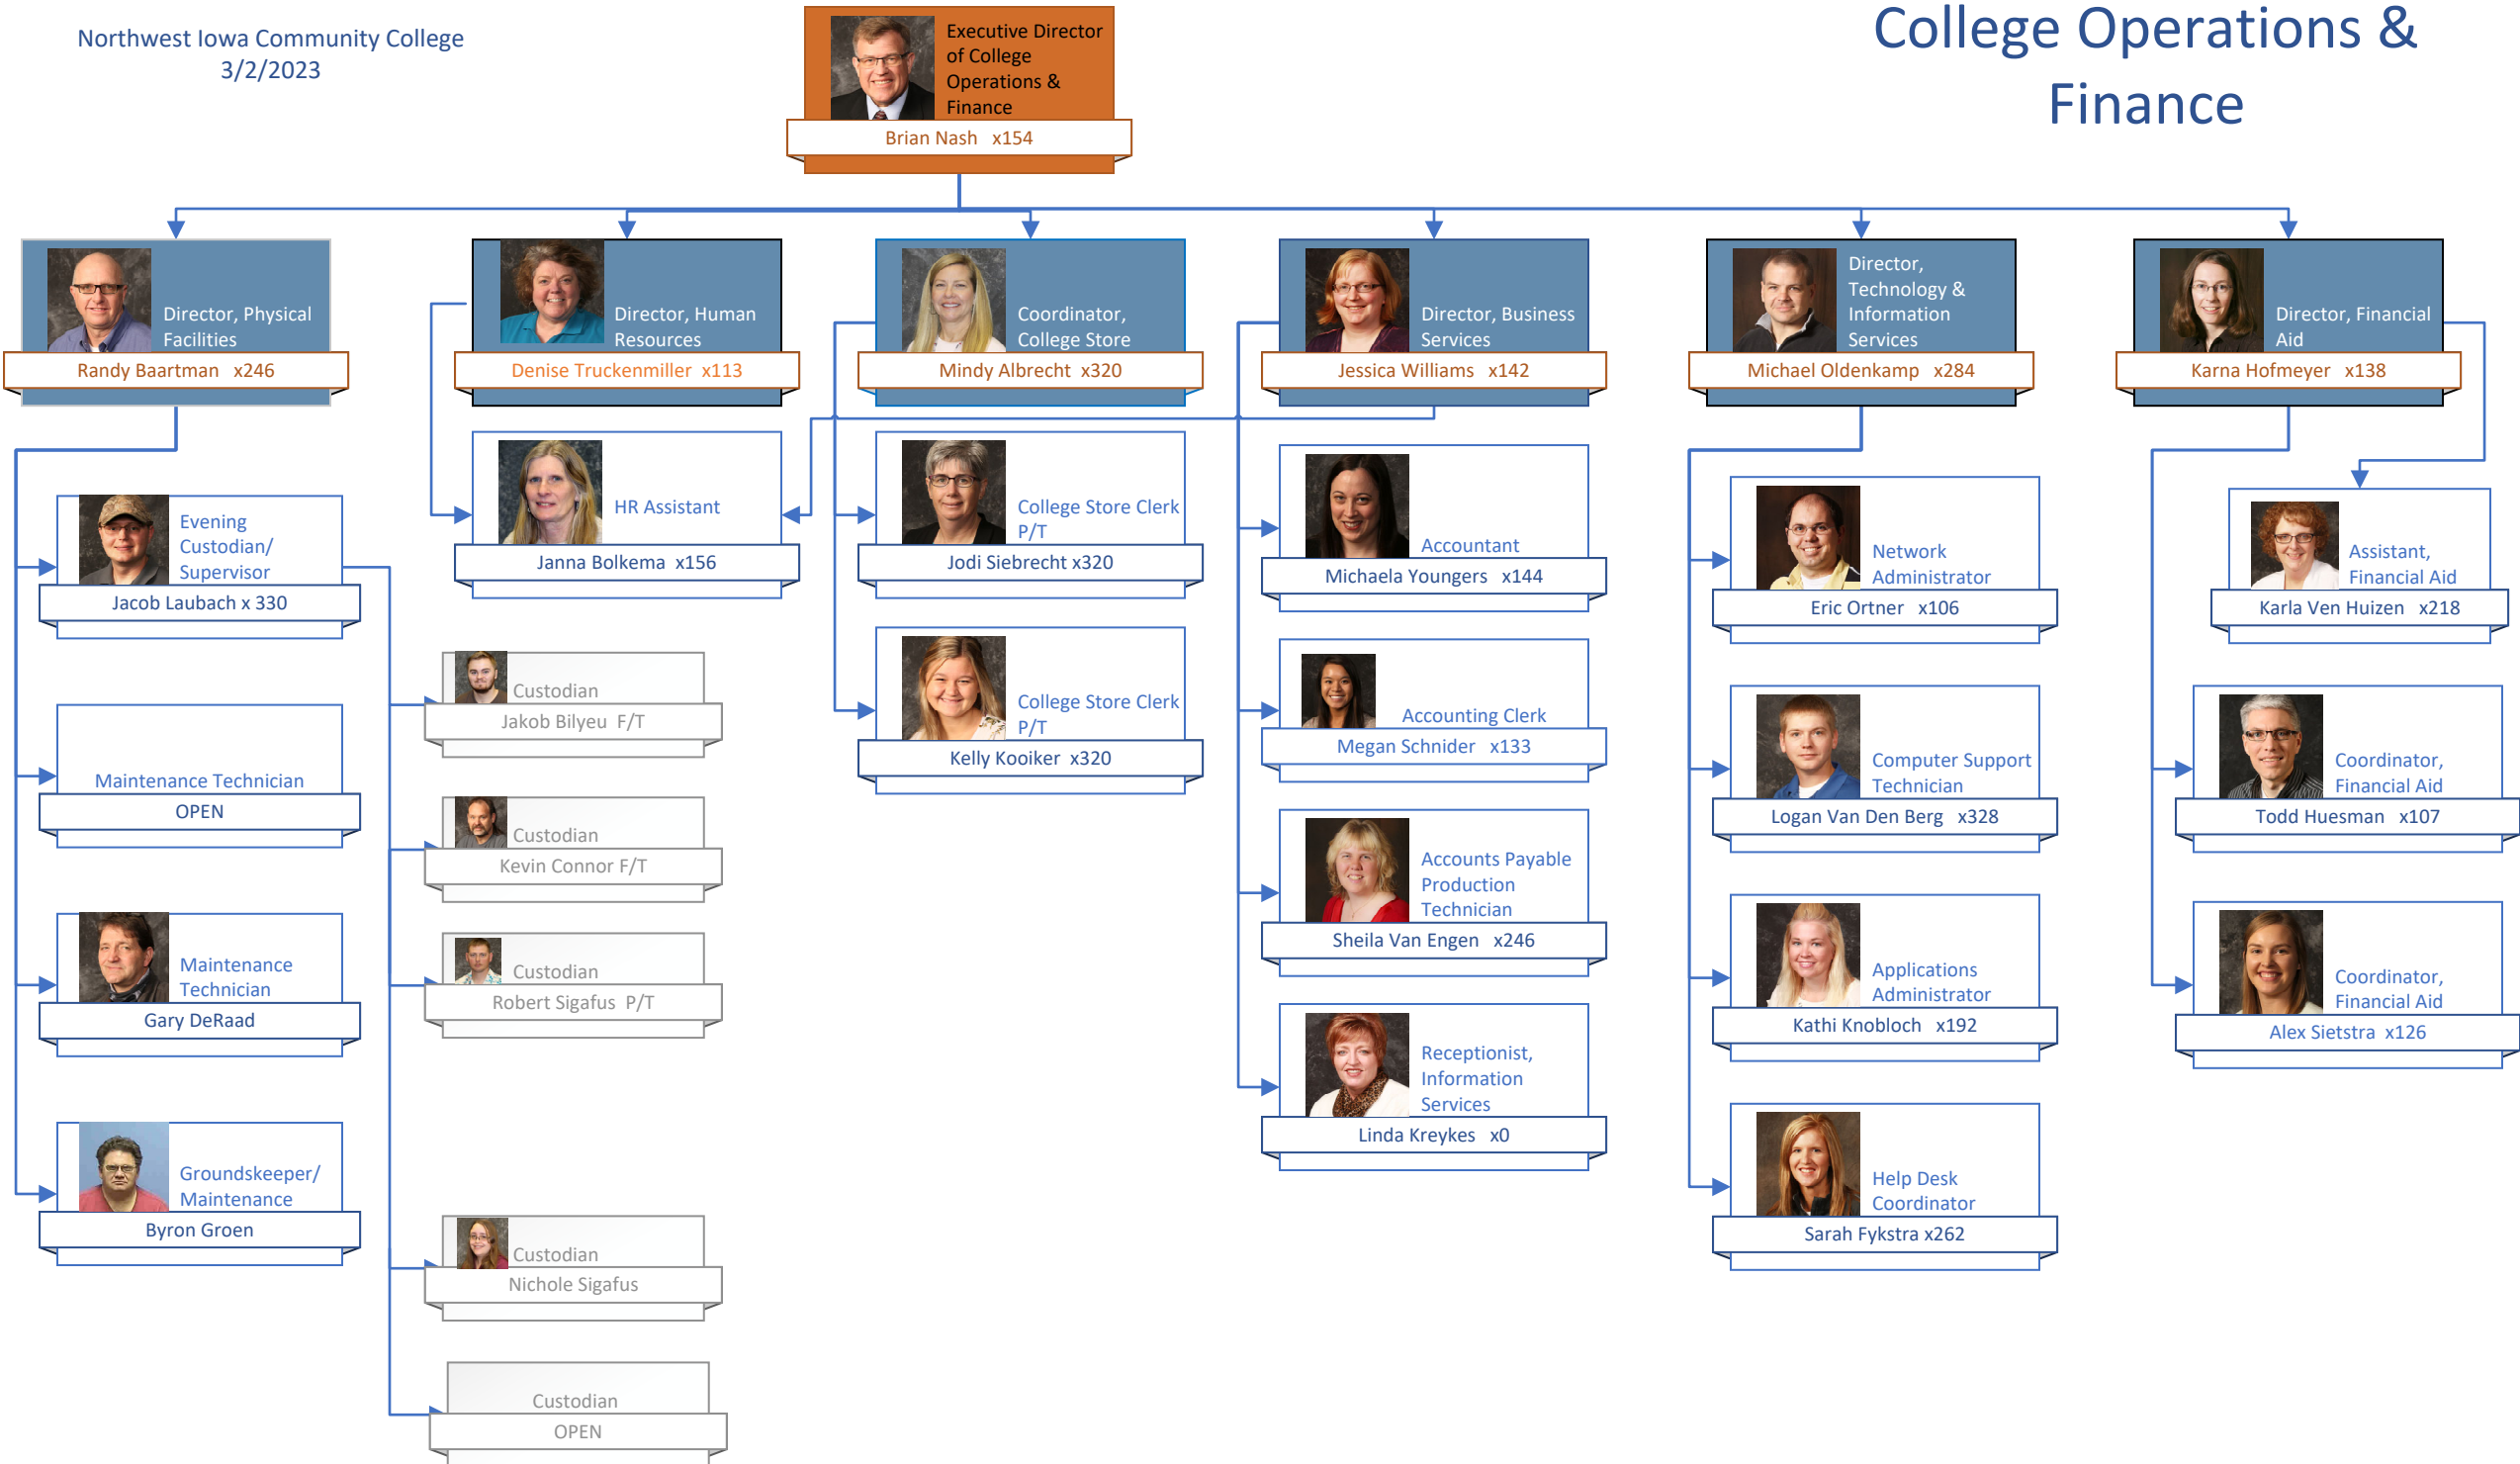 Northwest Iowa Community College
3/2/2023
College Operations &
Finance
Executive Director
of College
Operations &
Finance
Brian Nash x154
Director, Physical
Facilities
Randy Baartman x246
Director, Human
Resources
Denise Truckenmiller x113
Coordinator,
College Store
Mindy Albrecht x320
Director, Business
Services
Jessica Williams x142
Director,
Technology &
Information
Services
Michael Oldenkamp x284
Director, Financial
Aid
Karna Hofmeyer x138
Evening
Custodian/
Supervisor
Jacob Laubach x 330
Maintenance Technician
OPEN
Maintenance
Technician
Gary DeRaad
Groundskeeper/
Maintenance
Byron Groen
HR Assistant
Janna Bolkema x156
Custodian
Jakob Bilyeu F/T
Custodian
Kevin Connor F/T
Custodian
Robert Sigafus P/T
Custodian
Nichole Sigafus
Custodian
OPEN
College Store Clerk
P/T
Jodi Siebrecht x320
College Store Clerk
P/T
Kelly Kooiker x320
Accountant
Michaela Youngers x144
Accounting Clerk
Megan Schnider x133
Accounts Payable
Production
Technician
Sheila Van Engen x246
Receptionist,
Information
Services
Linda Kreykes x0
Network
Administrator
Eric Ortner x106
Computer Support
Technician
Logan Van Den Berg x328
Applications
Administrator
Kathi Knobloch x192
Help Desk
Coordinator
Sarah Fykstra x262
Assistant,
Financial Aid
Karla Ven Huizen x218
Coordinator,
Financial Aid
Todd Huesman x107
Coordinator,
Financial Aid
Alex Sietstra x126